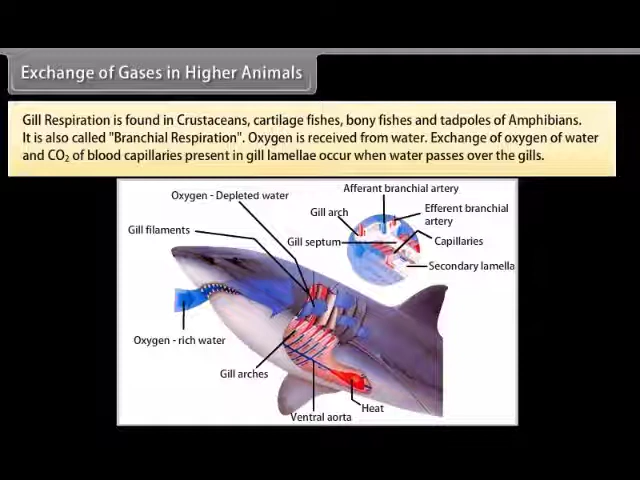 Exchange of Gases in Higher Animals
Gill Respiration is found in Crustaceans, cartilage fishes, bony fishes and tadpoles of Amphibians.
It is also called "Branchial Respiration". Oxygen is received from water. Exchange of oxygen of water
and CO₂ of blood capillaries present in gill lamellae occur when water passes over the gills.
Oxygen - Depleted water
Afferant branchial artery
Gill arch
Efferent branchial
artery
Gill filaments
Gill septum
Capillaries
Secondary lamella
Oxygen - rich water
Gill arches
Heat
Ventral aorta